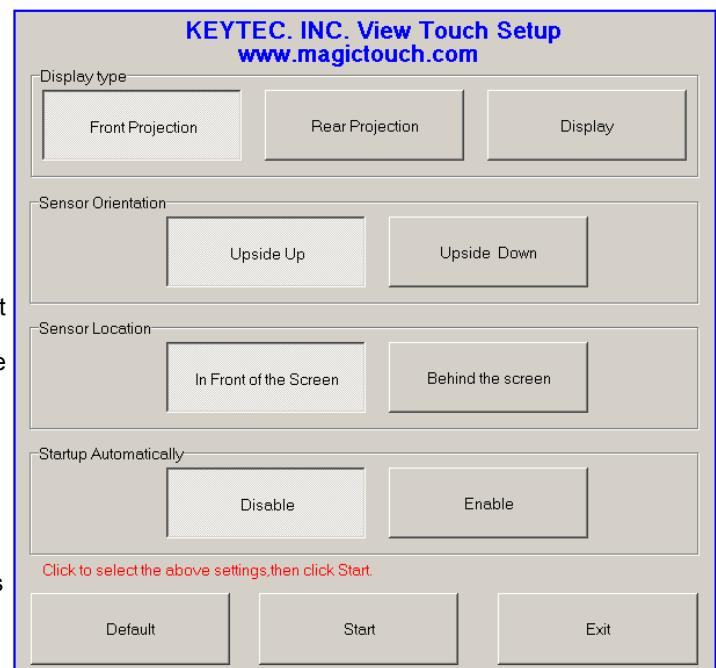 KEYTEC. INC. View Touch Setup
www.magictouch.com
Display type
Front Projection Rear Projection Display
Sensor Orientation
Upside Up Upside Down
t
Sensor Location
e
In Front of the Screen Behind the screen
Startup Automatically
Disable Enable
Click to select the above settings,then click Start.
s
Default Start Exit